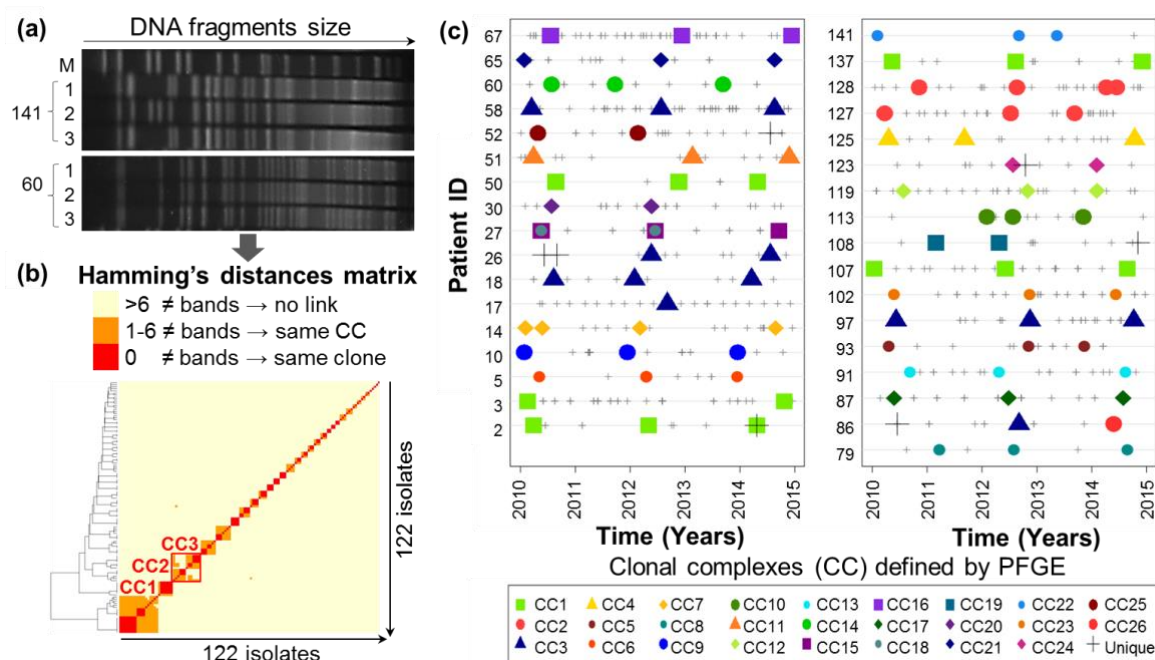 (a)
DNA fragments size
M
1
141 2
3
1
60 2
3
(b)
Hamming's distances matrix
>6 ≠ bands → no link
1-6 ≠ bands → same CC
0 ≠ bands → same clone
CC3
CC2
CC1
122 isolates
122 isolates
(c)
Patient ID
67
65
60
58
52
51
50
30
27
26
18
17
14
10
5
3
2
2010 2011 2012 2013 2014 2015
Time (Years)
141
137
128
127
125
123
119
113
108
107
102
97
93
91
87
86
79
2010 2011 2012 2013 2014 2015
Time (Years)
Clonal complexes (CC) defined by PFGE
CC1 CC4 CC7 CC10 CC13 CC16 CC19 CC22 CC25
CC2 CC5 CC8 CC11 CC14 CC17 CC20 CC23 CC26
CC3 CC6 CC9 CC12 CC15 CC18 CC21 CC24 Unique